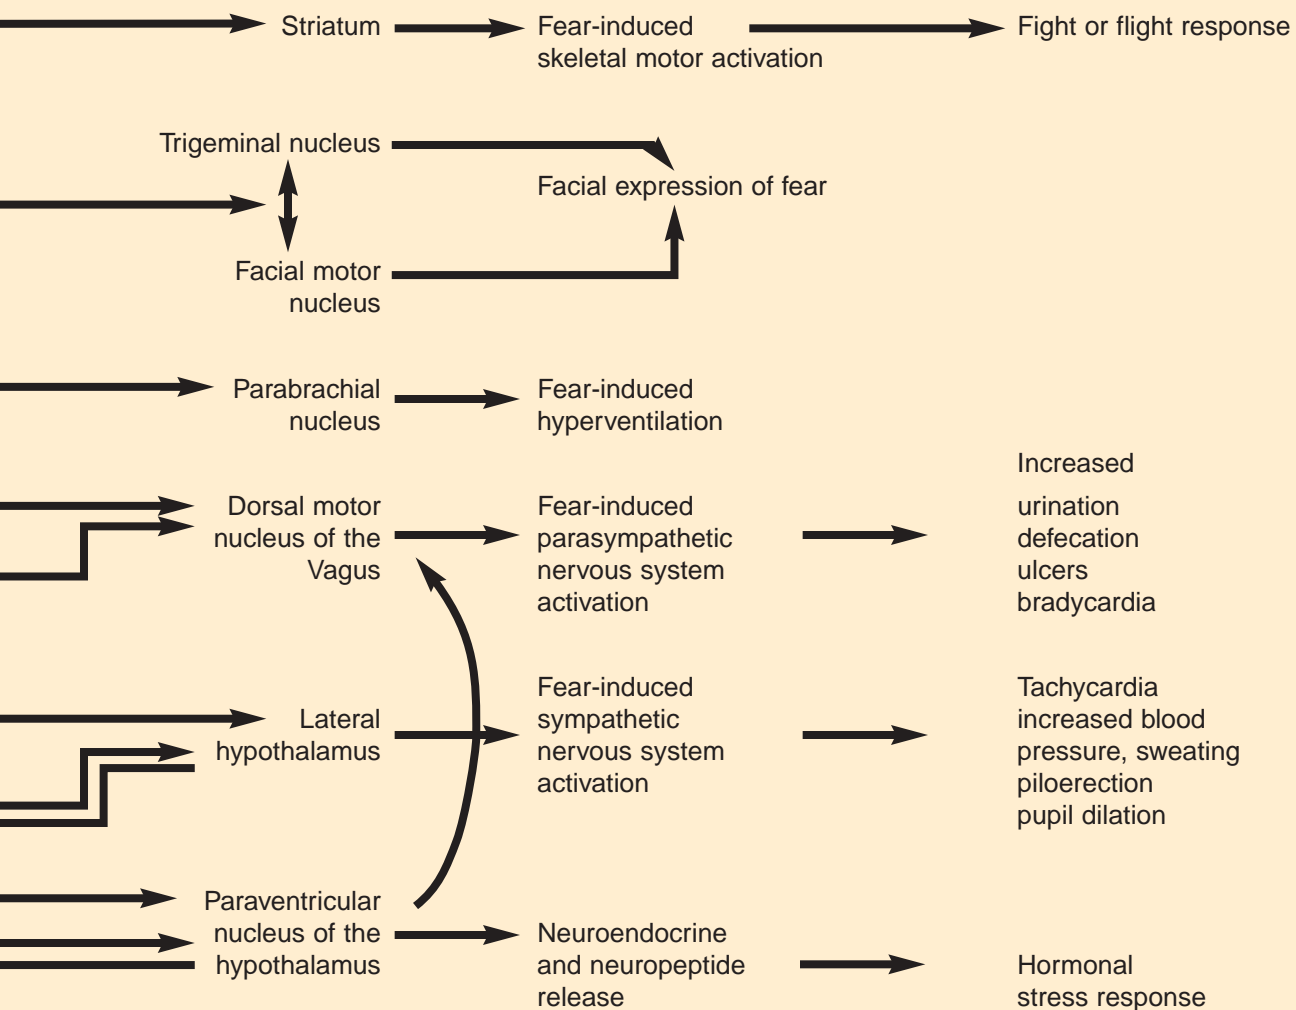 Striatum
Fear-induced
skeletal motor activation
Fight or flight response
Trigeminal nucleus
Facial expression of fear
Facial motor
nucleus
Parabrachial
nucleus
Fear-induced
hyperventilation
Dorsal motor
nucleus of the
Vagus
Fear-induced
parasympathetic
nervous system
activation
Increased
urination
defecation
ulcers
bradycardia
Lateral
hypothalamus
Fear-induced
sympathetic
nervous system
activation
Tachycardia
increased blood
pressure, sweating
piloerection
pupil dilation
Paraventricular
nucleus of the
hypothalamus
Neuroendocrine
and neuropeptide
release
Hormonal
stress response